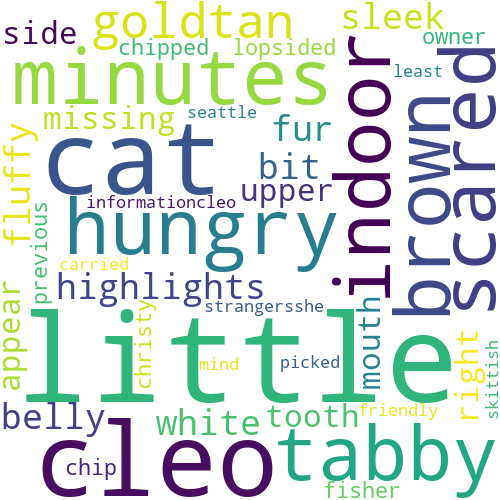 side
goldtan
sleek
chipped
lopsided
owner
minutes
least
missing
seattle
fur
indoor
brown
scared
cat
bit
upper
fluffy
informationcleo
hungry
previous
carried
highlights
strangersshe
appear
little
christy
mouth
mind
picked
right
skittish
belly
white
tooth
friendly
cleo
chip
tabby
fisher